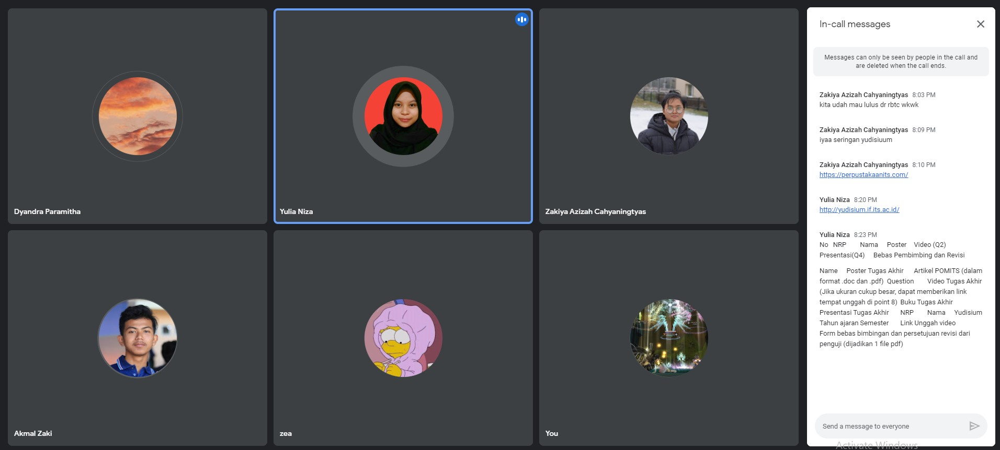 Dyandra Paramitha
Yulia Niza
Zakiya Azizah Cahyaningtyas
Akmal Zaki
zea
You
In-call messages
Messages can only be seen by people in the call and
are deleted when the call ends.
Zakiya Azizah Cahyaningtyas 8:03 PM
kita udah mau lulus dr rbtc wkwk
Zakiya Azizah Cahyaningtyas 8:09 PM
iyaa seringan yudisiuum
Zakiya Azizah Cahyaningtyas 8:10 PM
https://perpustakaanits.com/
Yulia Niza 8:20 PM
http://yudisium.if.its.ac.id/
Yulia Niza 8:23 PM
No NRP Nama Poster Video (Q2)
Presentasi(Q4) Bebas Pembimbing dan Revisi
Name Poster Tugas Akhir Artikel POMITS (dalam
format .doc dan .pdf) Question Video Tugas Akhir
(Jika ukuran cukup besar, dapat memberikan link
tempat unggah di point 8) Buku Tugas Akhir
Presentasi Tugas Akhir NRP Nama Yudisium
Tahun ajaran Semester Link Unggah video
Form bebas bimbingan dan persetujuan revisi dari
penguji (dijadikan 1 file pdf)
Send a message to everyone
Activate Windows